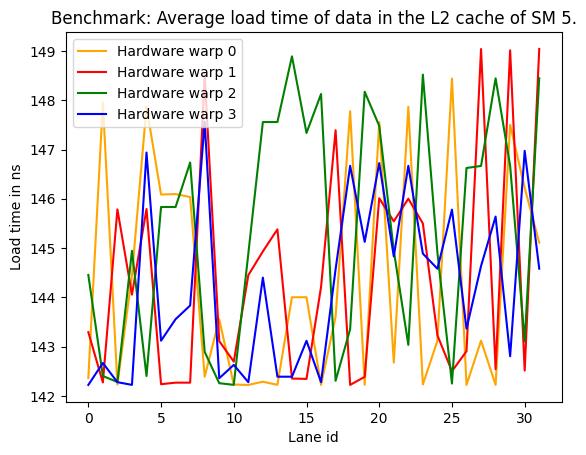 Benchmark: Average load time of data in the L2 cache of SM 5.
Hardware warp 0
Hardware warp 1
Hardware warp 2
Hardware warp 3
Load time in ns
149
148
147
146
145
144
143
142
0 5 10 15 20 25 30
Lane id